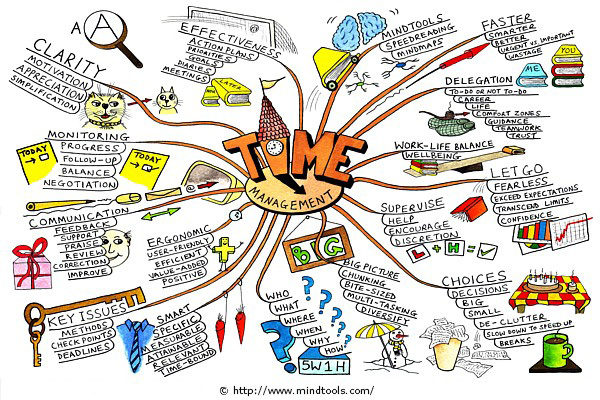 TIME
MANAGEMENT
A A
CLARITY
MOTIVATION
APPRECIATION
SIMPLIFICATION
EFFECTIVENESS
ACTION PLANS
PRIORITIES
GOALS
DIARIES
MEETINGS
NOW
LATER
MINDTOOLS
SPEEDREADING
MINDMAPS
FASTER
SMARTER
BETTER
URGENT VS IMPORTANT
WASTAGE
YOU
ME
DELEGATION
TO-DO OR NOT TO-DO
CAREER
LIFE
COMFORT ZONES
GUIDANCE
TEAMWORK
TRUST
WORK-LIFE BALANCE
WELLBEING
LET GO
FEARLESS
EXCEED EXPECTATIONS
TRANSCEND LIMITS
CONFIDENCE
SUPERVISE
HELP
ENCOURAGE
DISCRETION
L + H =
CHOICES
DECISIONS
BIG
SMALL
DE-CLUTTER
SLOW DOWN TO SPEED UP
BREAKS
BIG
BIG PICTURE
CHUNKING
BITE-SIZED
MULTI-TASKING
DIVERSIFY
WHO
WHAT
WHERE
WHEN
WHY
HOW
5W1H
SMART
SPECIFIC
MEASURABLE
ATTAINABLE
RELEVANT
TIME-BOUND
ERGONOMIC
USER-FRIENDLY
EFFICIENT
VALUE-ADDED
POSITIVE
KEY ISSUES
METHODS
CHECKPOINTS
DEADLINES
COMMUNICATION
FEEDBACK
SUPPORT
PRAISE
REVIEW
CORRECTION
IMPROVE
MONITORING
PROGRESS
FOLLOW-UP
BALANCE
NEGOTIATION
TODAY
TODAY
© http://www.mindtools.com/